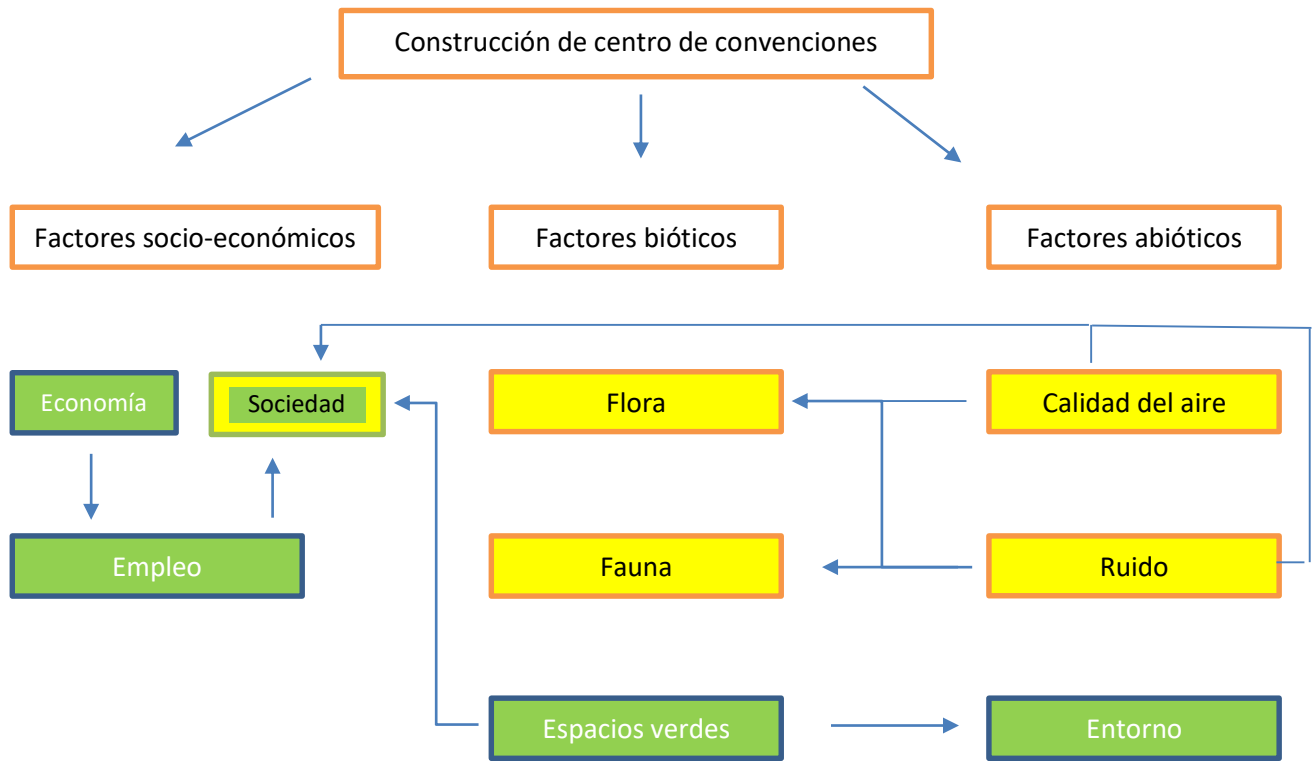 Construcción de centro de convenciones
Factores socio-económicos
Factores bióticos
Factores abióticos
Economía
Sociedad
Flora
Calidad del aire
Empleo
Fauna
Ruido
Espacios verdes
Entorno